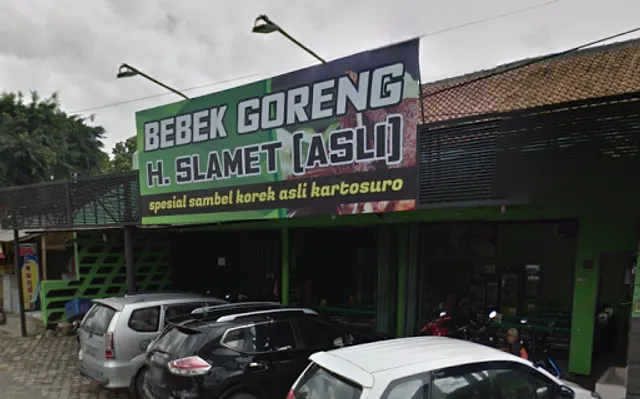 BEBEK GORENG
H. SLAMET (ASLI)
spesial sambel korek asli kartosuro